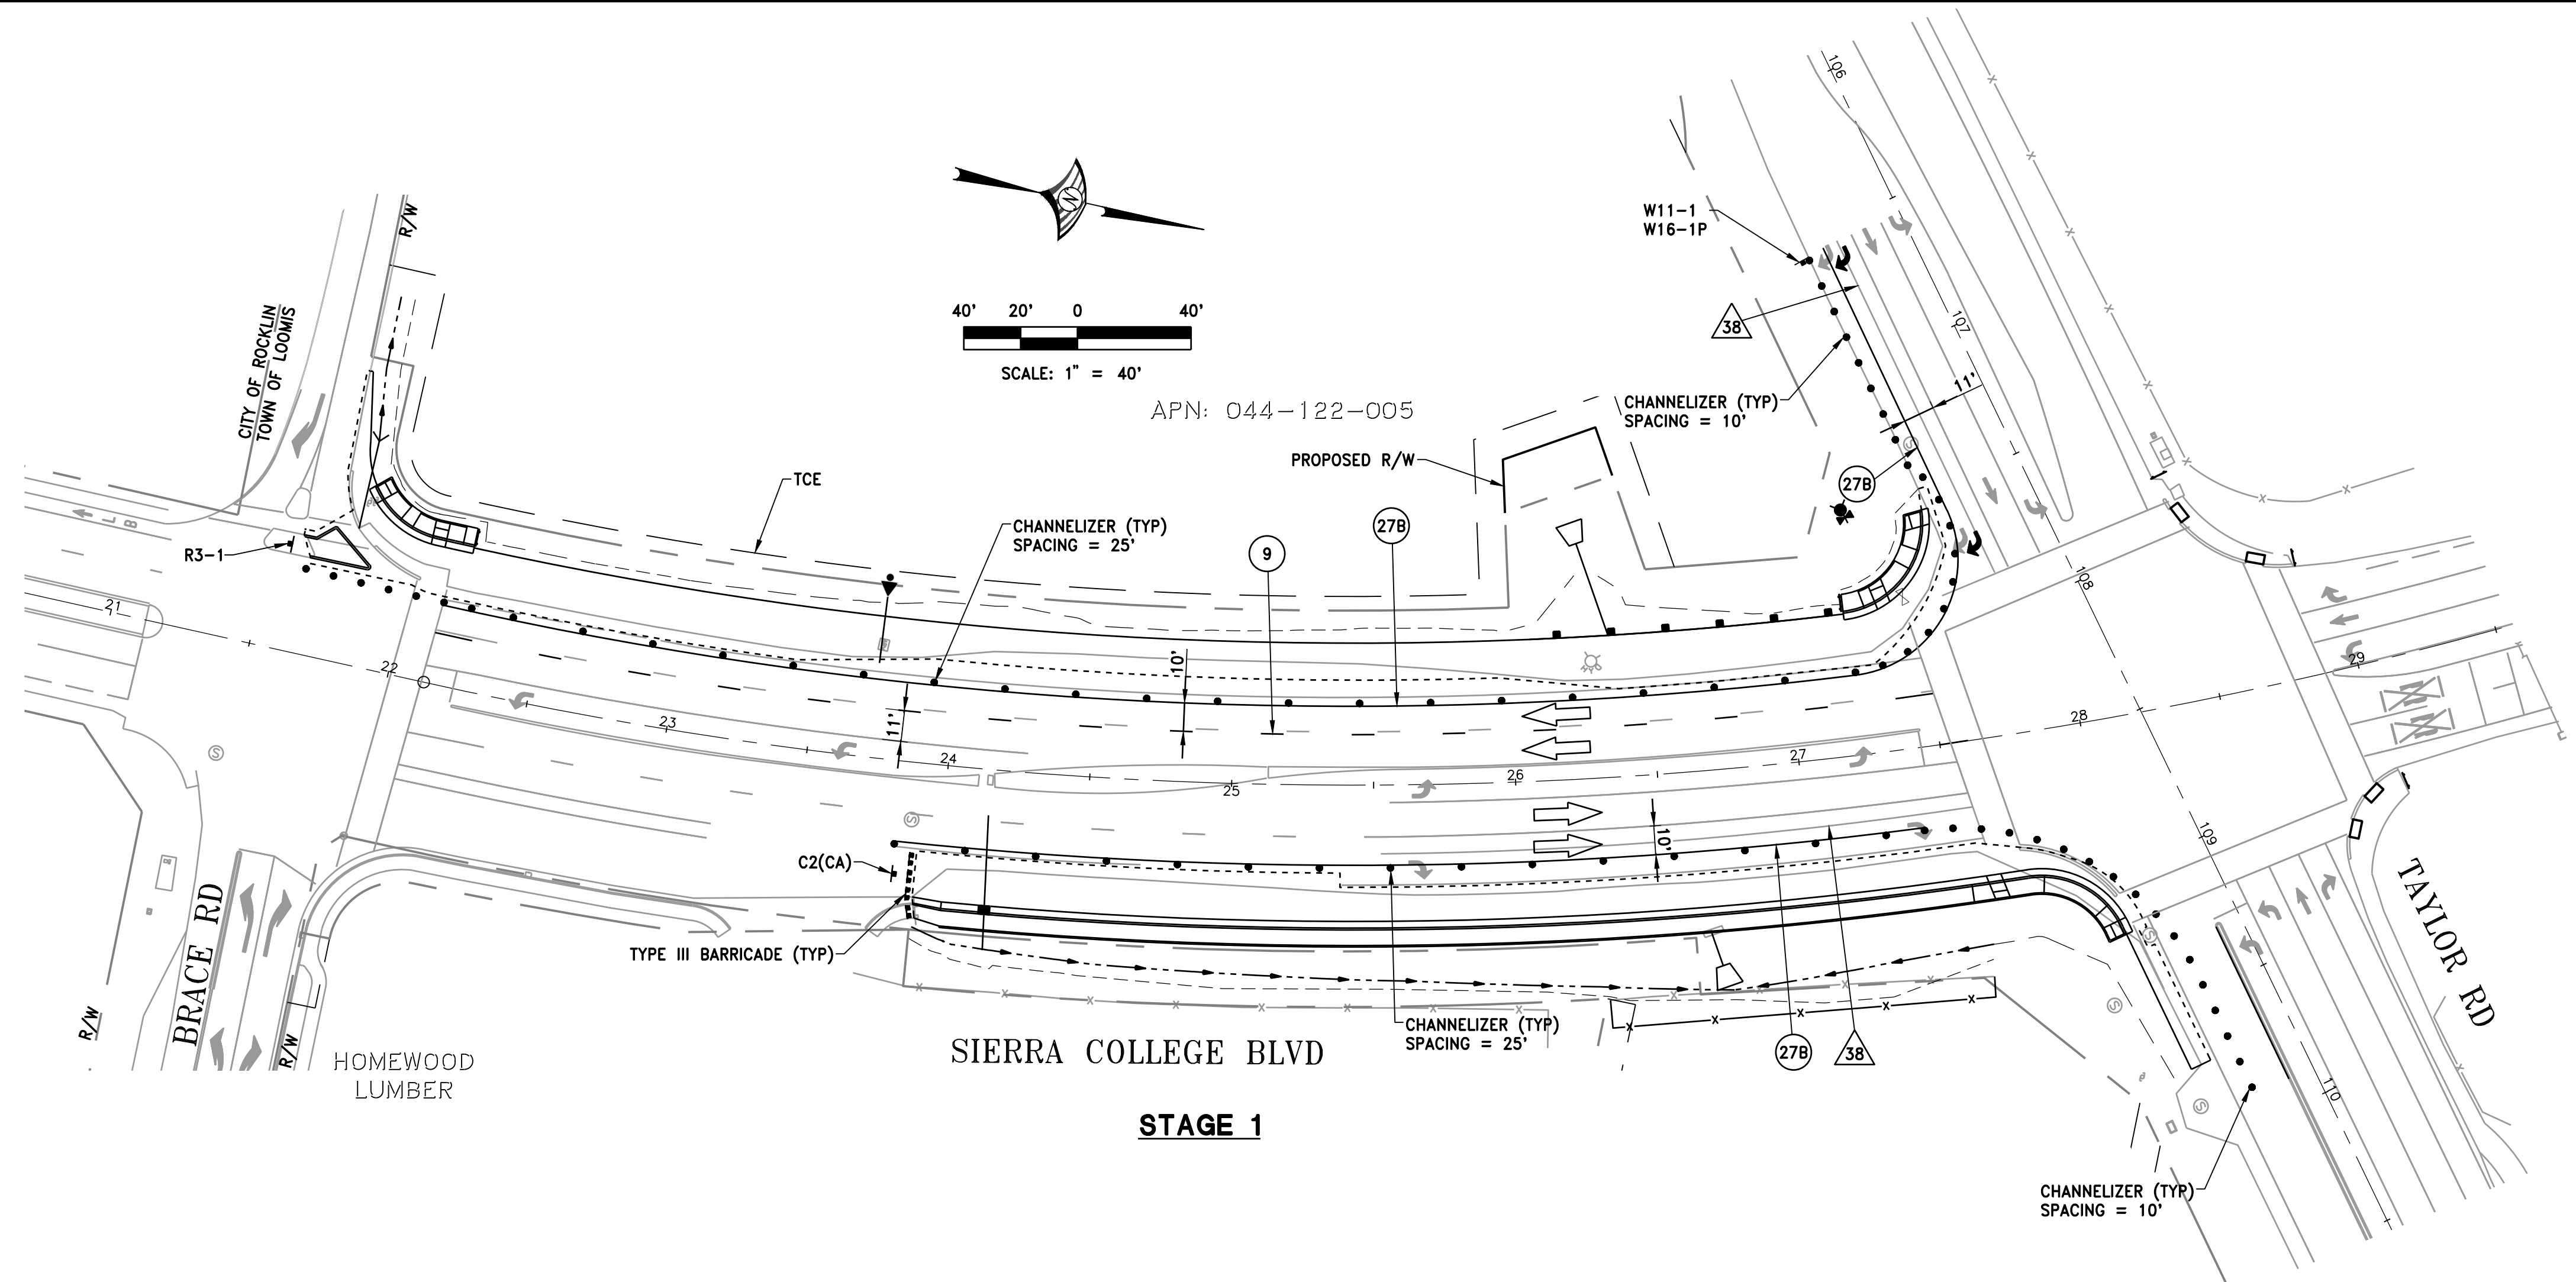 106
W11-1
W16-1P
R/W
N
40' 20' 0 40'
SCALE: 1" = 40'
CITY OF ROCKLIN
TOWN OF LOOMIS
38
107
11'
APN: 044-122-005
CHANNELIZER (TYP)
SPACING = 10'
PROPOSED R/W
TCE
27B
L B
R3-1
CHANNELIZER (TYP)
SPACING = 25'
9
27B
S
108
21
22
23
24
25
26
27
28
29
10'
11'
S
S
10'
109
C2(CA)
TYPE III BARRICADE (TYP)
BRACE RD
TAYLOR RD
R/W
R/W
S
S
S
HOMEWOOD
LUMBER
SIERRA COLLEGE BLVD
CHANNELIZER (TYP)
SPACING = 25'
27B
38
110
STAGE 1
CHANNELIZER (TYP)
SPACING = 10'